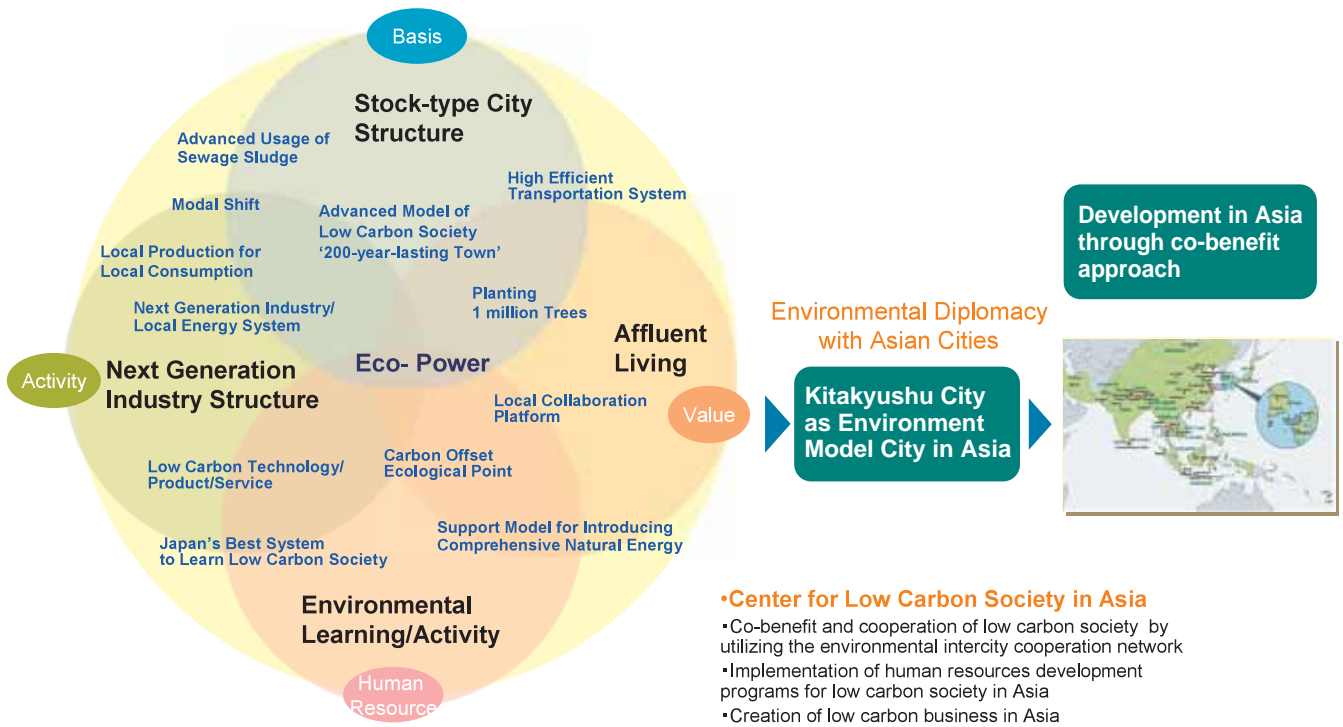 Basis
Stock-type City
Structure
Advanced Usage of
Sewage Sludge
High Efficient
Transportation System
Modal Shift
Advanced Model of
Low Carbon Society
‘200-year-lasting Town’
Local Production for
Local Consumption
Next Generation Industry/
Local Energy System
Planting
1 million Trees
Affluent
Living
Eco- Power
Activity
Next Generation
Industry Structure
Local Collaboration
Platform
Value
Low Carbon Technology/
Product/Service
Carbon Offset
Ecological Point
Support Model for Introducing
Comprehensive Natural Energy
Japan’s Best System
to Learn Low Carbon Society
Environmental
Learning/Activity
Human
Resource
Environmental Diplomacy
with Asian Cities
Kitakyushu City
as Environment
Model City in Asia
Development in Asia
through co-benefit
approach
•Center for Low Carbon Society in Asia
・Co-benefit and cooperation of low carbon society by
utilizing the environmental intercity cooperation network
・Implementation of human resources development
programs for low carbon society in Asia
・Creation of low carbon business in Asia